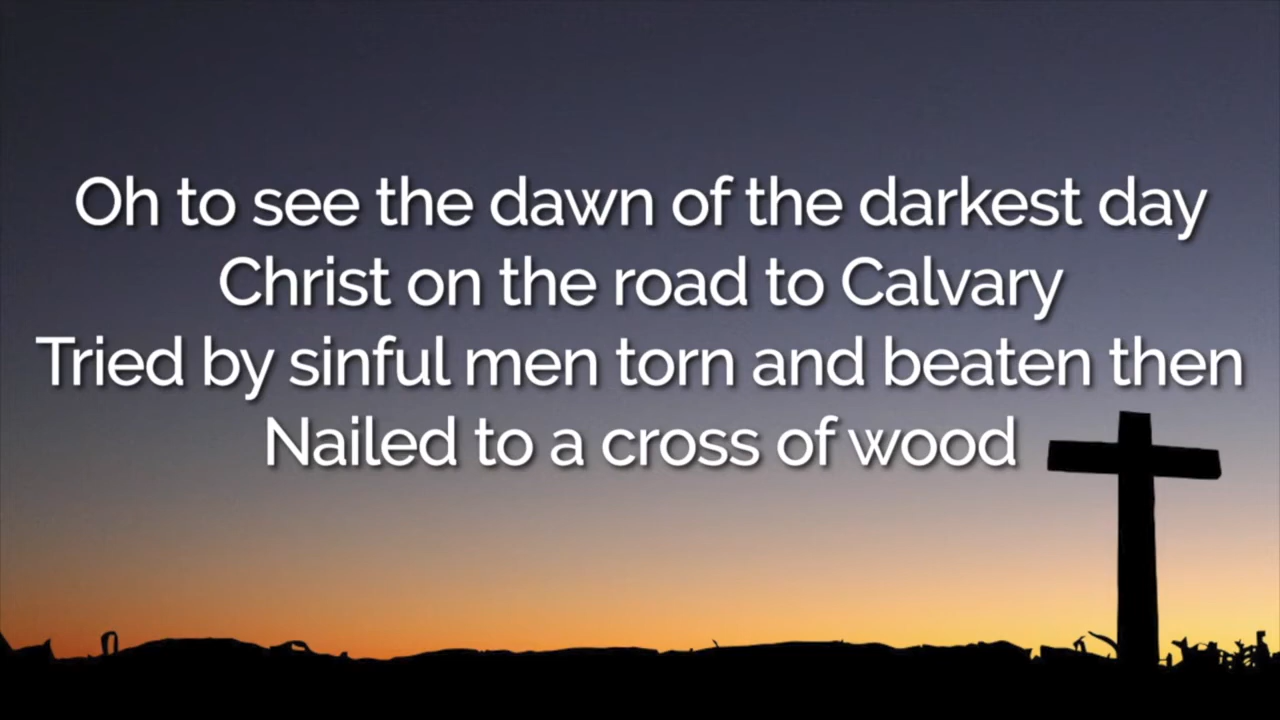 Oh to see the dawn of the darkest day
Christ on the road to Calvary
Tried by sinful men torn and beaten then
Nailed to a cross of wood